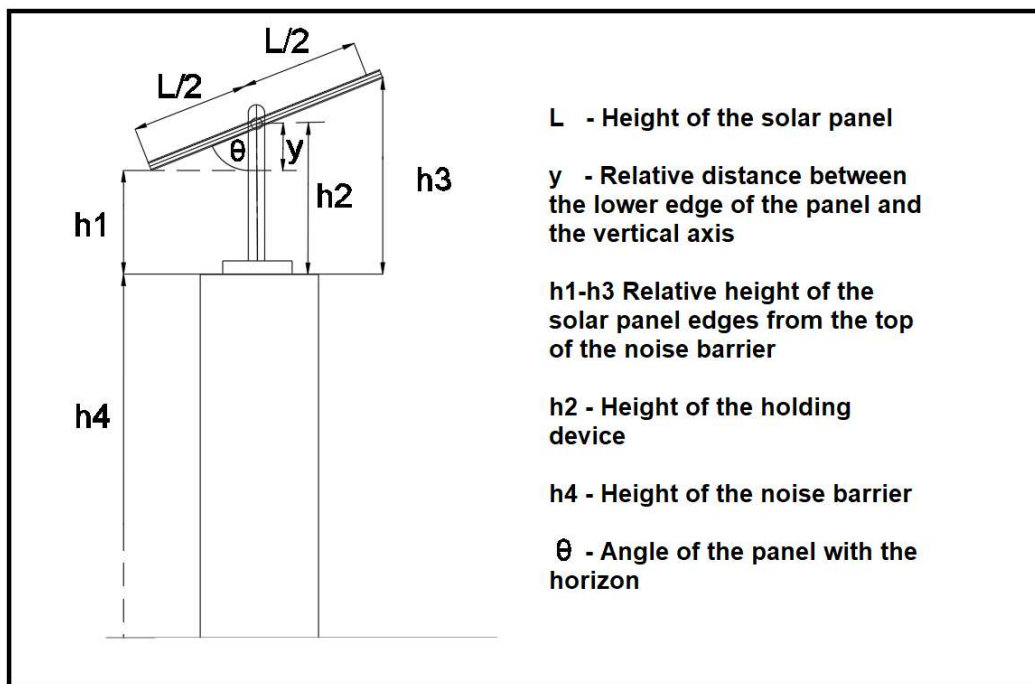 L/2
L/2
θ
y
h1
h2
h3
h4
L - Height of the solar panel
y - Relative distance between
the lower edge of the panel and
the vertical axis
h1-h3 Relative height of the
solar panel edges from the top
of the noise barrier
h2 - Height of the holding
device
h4 - Height of the noise barrier
θ - Angle of the panel with the
horizon